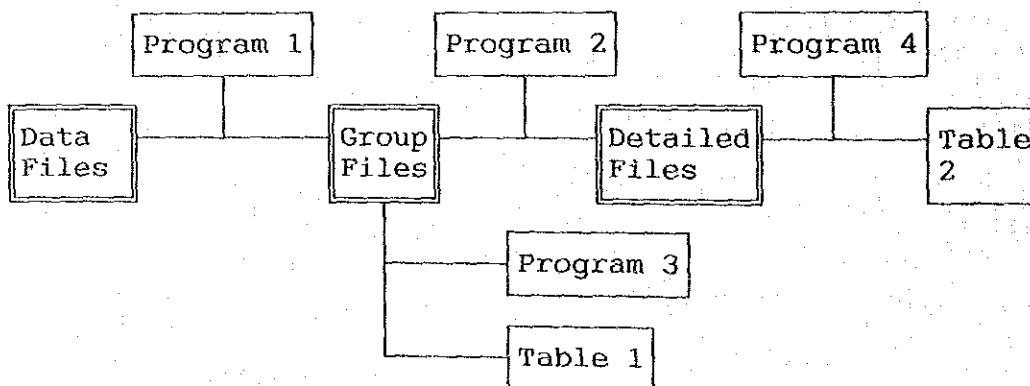 Program 1
Program 2
Program 4
Data
Files
Group
Files
Detailed
Files
Table
2
Program 3
Table 1